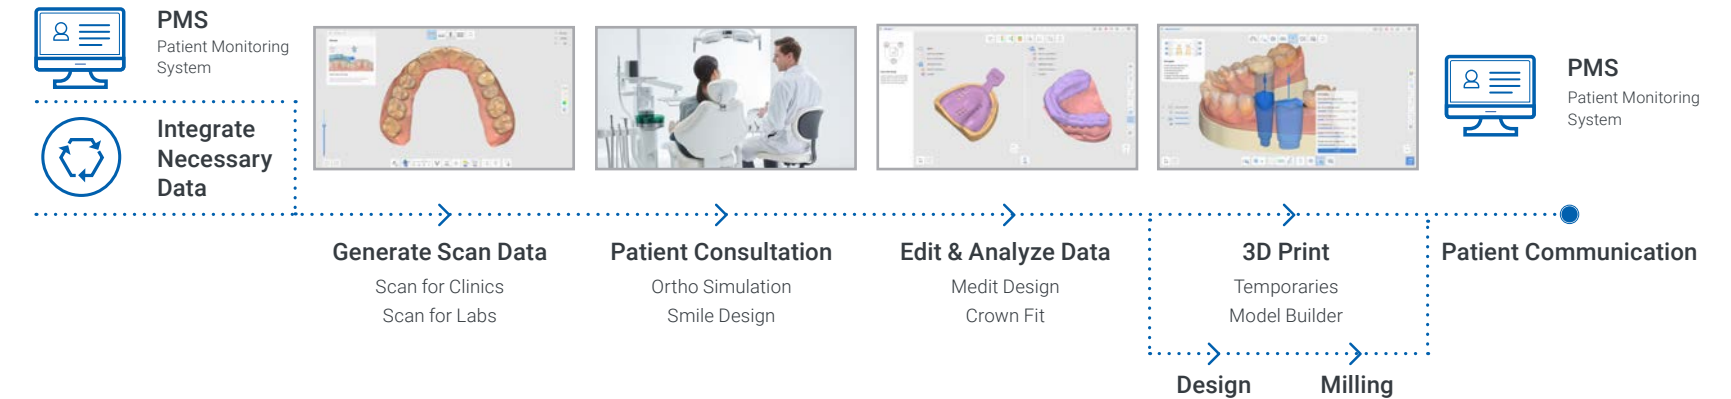 PMS
Patient Monitoring
System
Integrate
Necessary
Data
Generate Scan Data
Scan for Clinics
Scan for Labs
Patient Consultation
Ortho Simulation
Smile Design
Edit & Analyze Data
Medit Design
Crown Fit
3D Print
Temporaries
Model Builder
Design
Milling
PMS
Patient Monitoring
System
Patient Communication